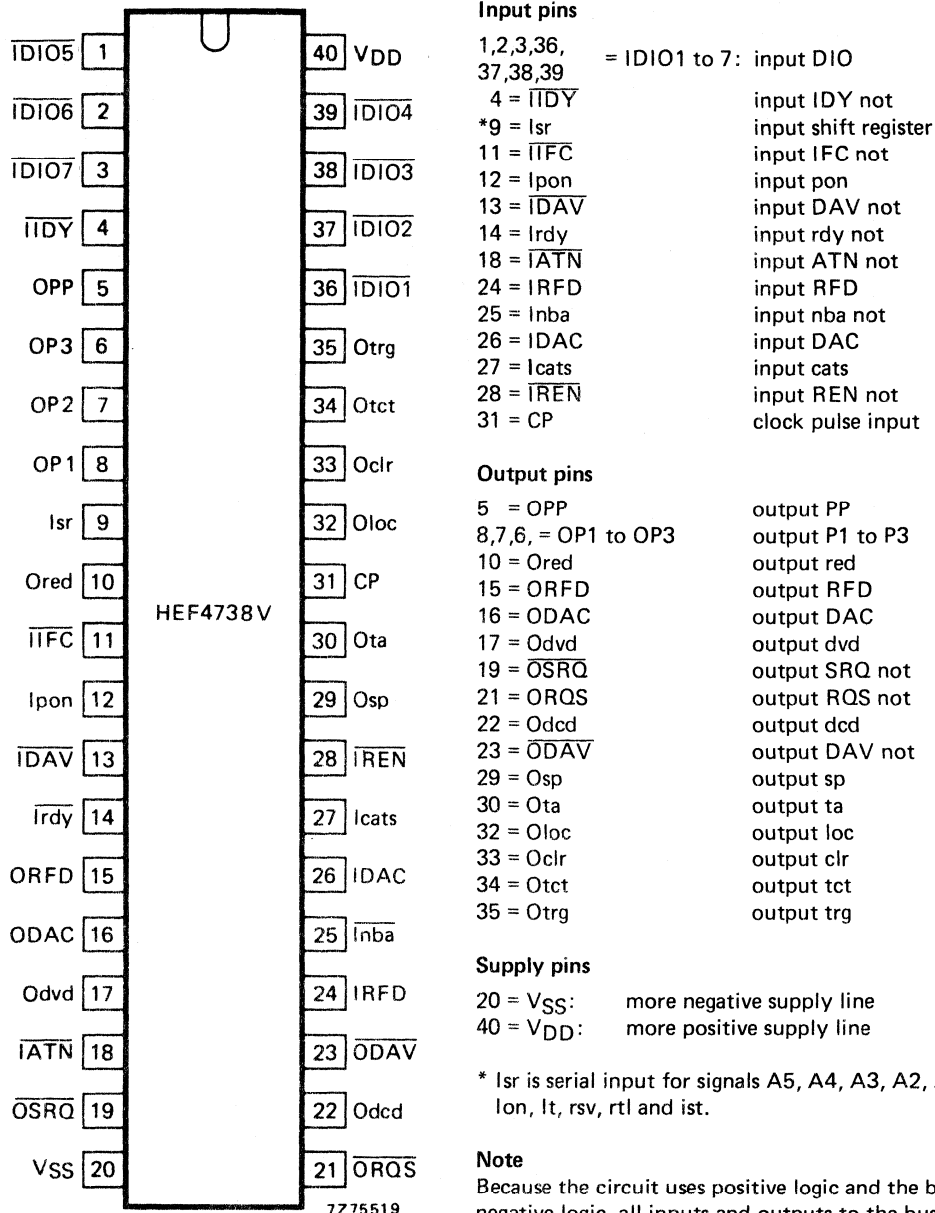 IDIO5 1
IDIO6 2
IDIO7 3
IIDY 4
OPP 5
OP3 6
OP2 7
OP1 8
Isr 9
Ored 10
IIFC 11
Ipon 12
IDAV 13
Irdy 14
ORFD 15
ODAC 16
Odvd 17
IATN 18
OSRQ 19
VSS 20
HEF4738V
40 VDD
39 IDIO4
38 IDIO3
37 IDIO2
36 IDIO1
35 Otrg
34 Otct
33 Oclr
32 Oloc
31 CP
30 Ota
29 Osp
28 IREN
27 Icats
26 IDAC
25 Inba
24 IRFD
23 ODAV
22 Odcd
21 ORQS
7Z75519
Input pins
1,2,3,36,
37,38,39 = IDIO1 to 7: input DIO
4 = IIDY input IDY not
*9 = Isr input shift register
11 = IIFC input IFC not
12 = Ipon input pon
13 = IDAV input DAV not
14 = Irdy input rdy not
18 = IATN input ATN not
24 = IRFD input RFD
25 = Inba input nba not
26 = IDAC input DAC
27 = Icats input cats
28 = IREN input REN not
31 = CP clock pulse input
Output pins
5 = OPP output PP
8,7,6, = OP1 to OP3 output P1 to P3
10 = Ored output red
15 = ORFD output RFD
16 = ODAC output DAC
17 = Odvd output dvd
19 = OSRQ output SRQ not
21 = ORQS output RQS not
22 = Odcd output dcd
23 = ODAV output DAV not
29 = Osp output sp
30 = Ota output ta
32 = Oloc output loc
33 = Oclr output clr
34 = Otct output tct
35 = Otrg output trg
Supply pins
20 = VSS: more negative supply line
40 = VDD: more positive supply line
* Isr is serial input for signals A5, A4, A3, A2,
lon, lt, rsv, rtl and ist.
Note
Because the circuit uses positive logic and the
negative logic, all inputs and outputs to the